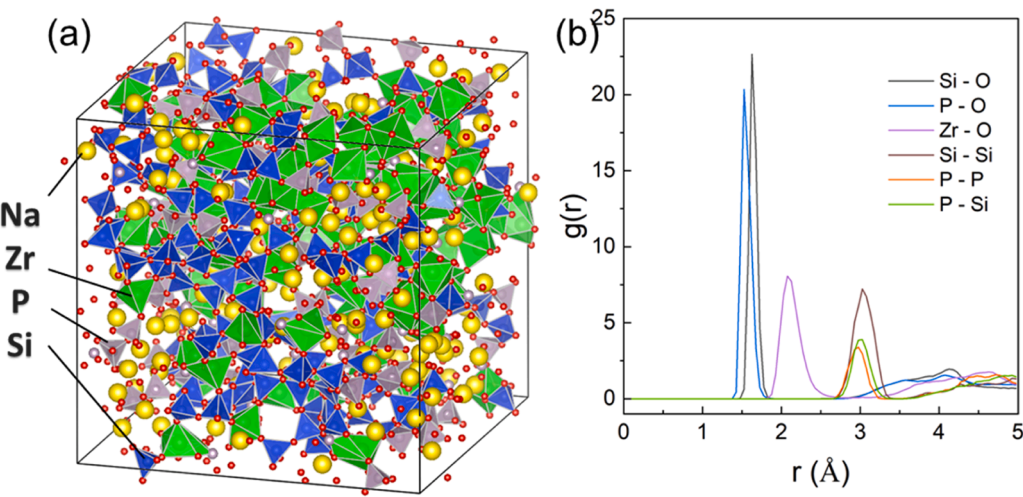 (a)
Na
Zr
P
Si
(b)
25
20
15
10
5
0
g(r)
Si - O
P - O
Zr - O
Si - Si
P - P
P - Si
0 1 2 3 4 5
r (Å)